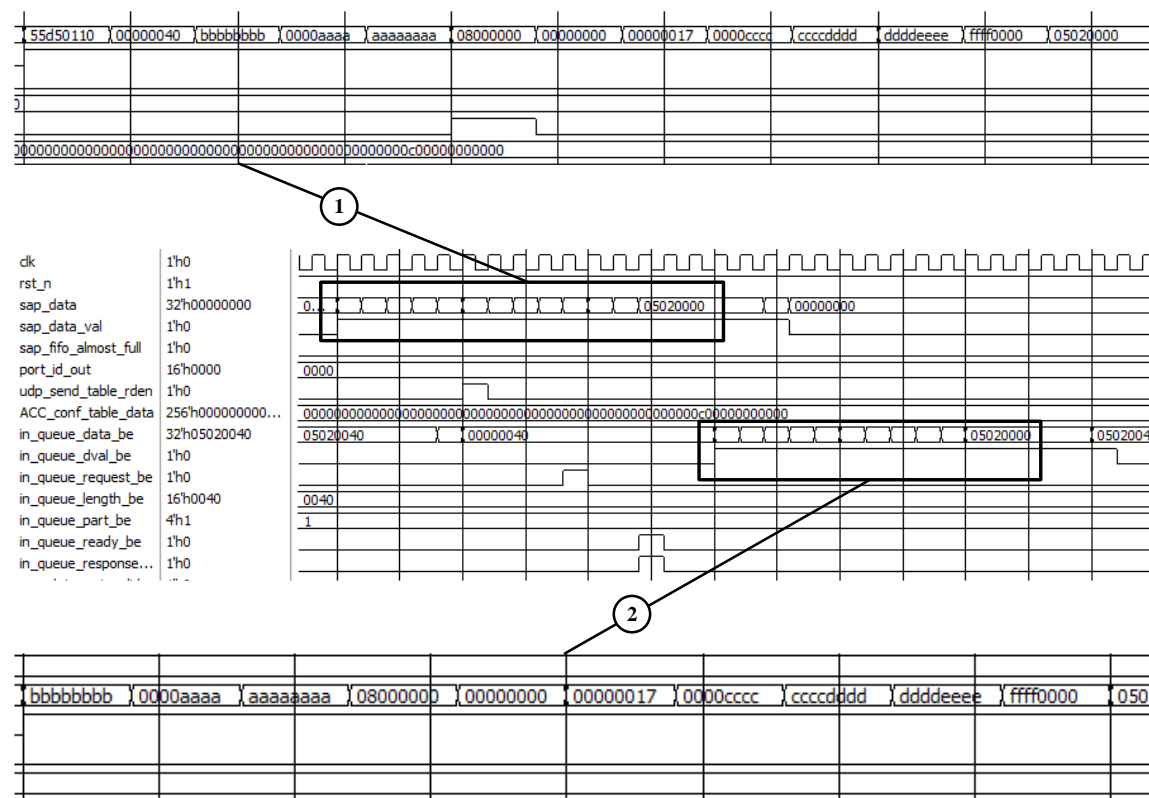 55d50110 00000040 bbbbbbbb 0000aaaa aaaaaaaa 08000000 00000000 00000017 0000cccc ccccdddd ddddeeee ffff0000 05020000
1
clk 1'h0
rst_n 1'h1
sap_data 32'h00000000 0... 05020000 00000000
sap_data_val 1'h0
sap_fifo_almost_full 1'h0
port_id_out 16'h0000 0000
udp_send_table_rden 1'h0
ACC_conf_table_data 256'h000000000...
in_queue_data_be 32'h05020040 05020040 00000040 05020000 0502004
in_queue_dval_be 1'h0
in_queue_request_be 1'h0
in_queue_length_be 16'h0040 0040
in_queue_part_be 4'h1 1
in_queue_ready_be 1'h0
in_queue_response... 1'h0
2
bbbbbbbb 0000aaaa aaaaaaaa 08000000 00000000 00000017 0000cccc ccccdddd ddddeeee ffff0000 050